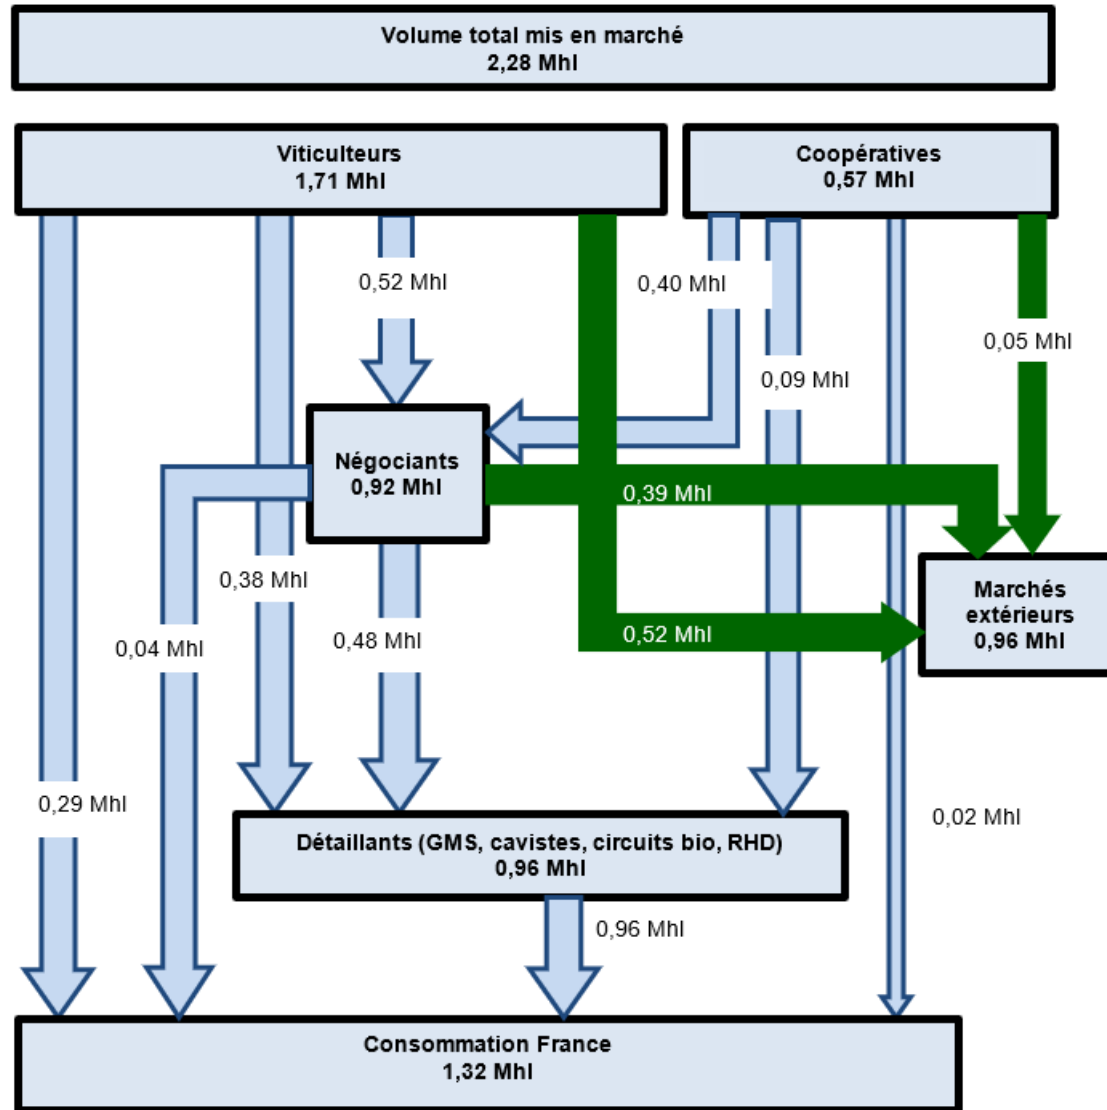 Volume total mis en marché
2,28 Mhl
Viticulteurs
1,71 Mhl
Coopératives
0,57 Mhl
0,52 Mhl
0,40 Mhl
0,05 Mhl
0,09 Mhl
Négociants
0,92 Mhl
0,39 Mhl
0,38 Mhl
Marchés
extérieurs
0,96 Mhl
0,04 Mhl
0,48 Mhl
0,52 Mhl
0,29 Mhl
0,02 Mhl
Détaillants (GMS, cavistes, circuits bio, RHD)
0,96 Mhl
0,96 Mhl
Consommation France
1,32 Mhl